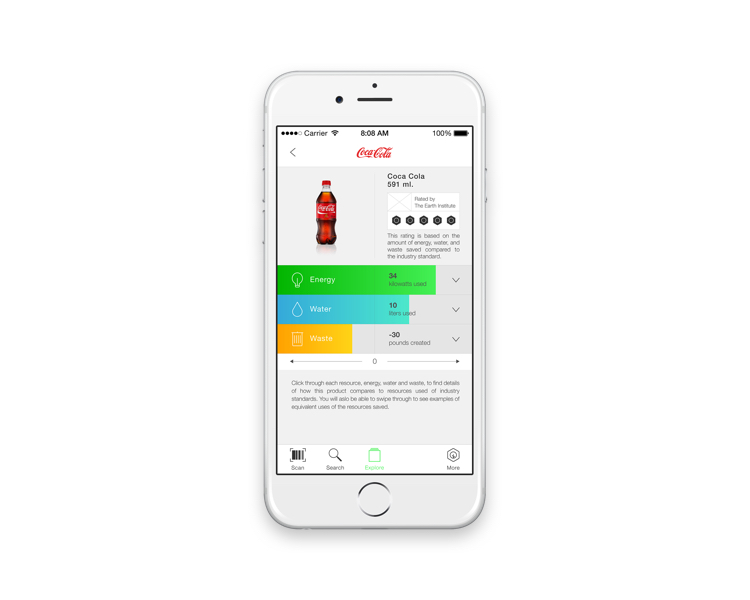 Carrier 8:08 AM 100%
Coca-Cola
Coca Cola
591 ml.
Rated by
The Earth Institute
This rating is based on the
amount of energy, water, and
waste saved compared to
the industry standard.
Energy
34
kilowatts used
Water
10
liters used
Waste
-30
pounds created
0
Click through each resource, energy, water and waste, to find details
of how this product compares to resources used of industry
standards. You will aslo be able to swipe through to see examples of
equivalent uses of the resources saved.
Scan
Search
Explore
More